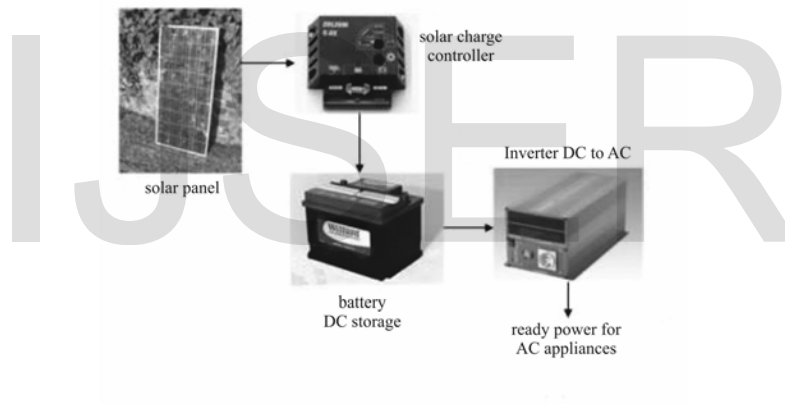 IJSER
solar charge
controller
solar panel
Inverter DC to AC
battery
DC storage
ready power for
AC appliances